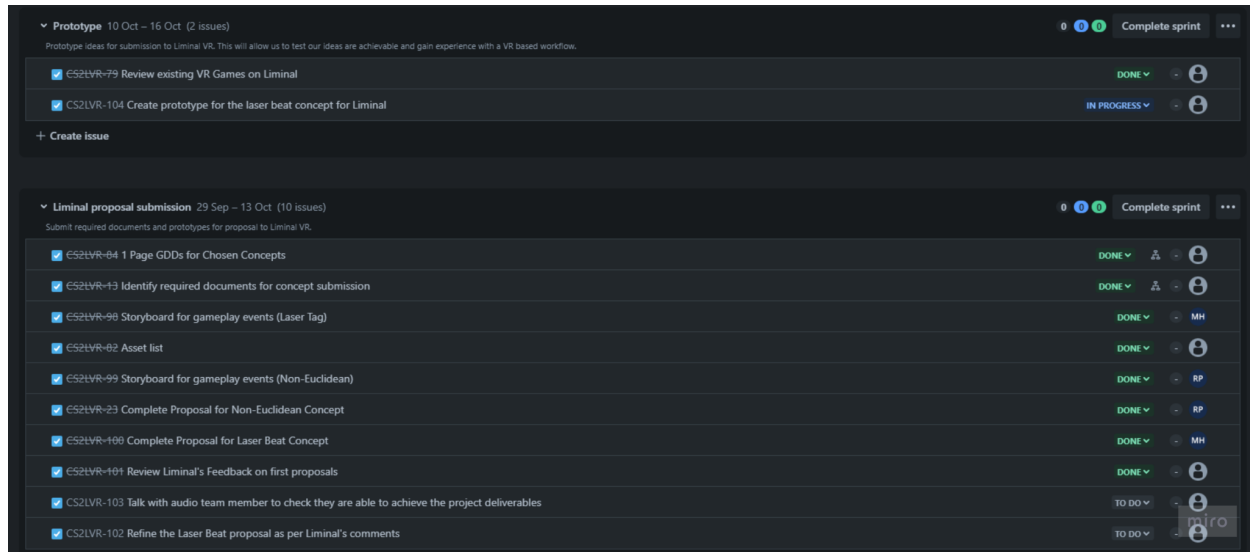 Prototype 10 Oct – 16 Oct (2 issues) 0 0 0 Complete sprint
Prototype ideas for submission to Liminal VR. This will allow us to test our ideas are achievable and gain experience with a VR based workflow.
CS2LVR-79 Review existing VR Games on Liminal DONE -
CS2LVR-104 Create prototype for the laser beat concept for Liminal IN PROGRESS -
+ Create issue
Liminal proposal submission 29 Sep – 13 Oct (10 issues) 0 0 0 Complete sprint
Submit required documents and prototypes for proposal to Liminal VR.
CS2LVR-84 1 Page GDDs for Chosen Concepts DONE -
CS2LVR-13 Identify required documents for concept submission DONE -
CS2LVR-98 Storyboard for gameplay events (Laser Tag) DONE - MH
CS2LVR-82 Asset list DONE -
CS2LVR-99 Storyboard for gameplay events (Non-Euclidean) DONE - RP
CS2LVR-23 Complete Proposal for Non-Euclidean Concept DONE - RP
CS2LVR-100 Complete Proposal for Laser Beat Concept DONE - MH
CS2LVR-101 Review Liminal's Feedback on first proposals DONE -
CS2LVR-103 Talk with audio team member to check they are able to achieve the project deliverables TO DO -
CS2LVR-102 Refine the Laser Beat proposal as per Liminal's comments TO DO -
miro